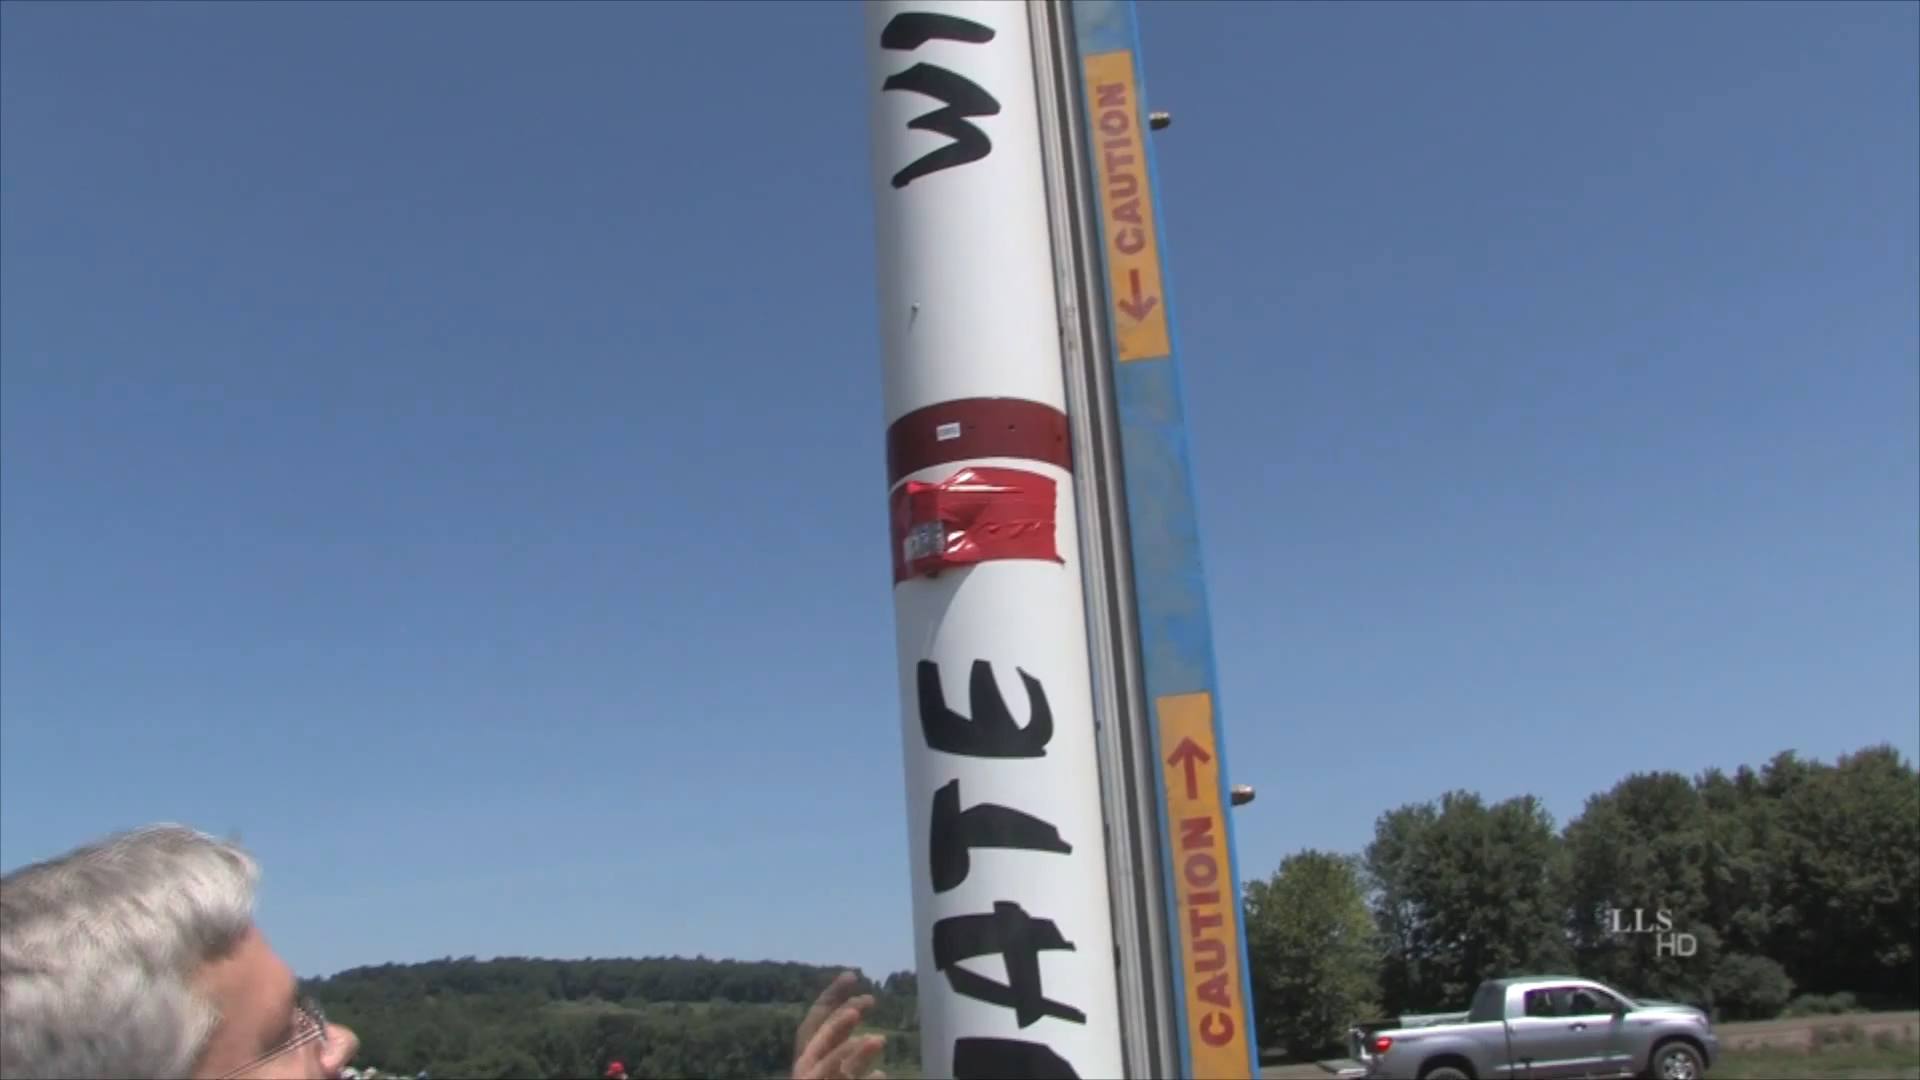 ATE WI
← CAUTION
CAUTION →
LLS
HD